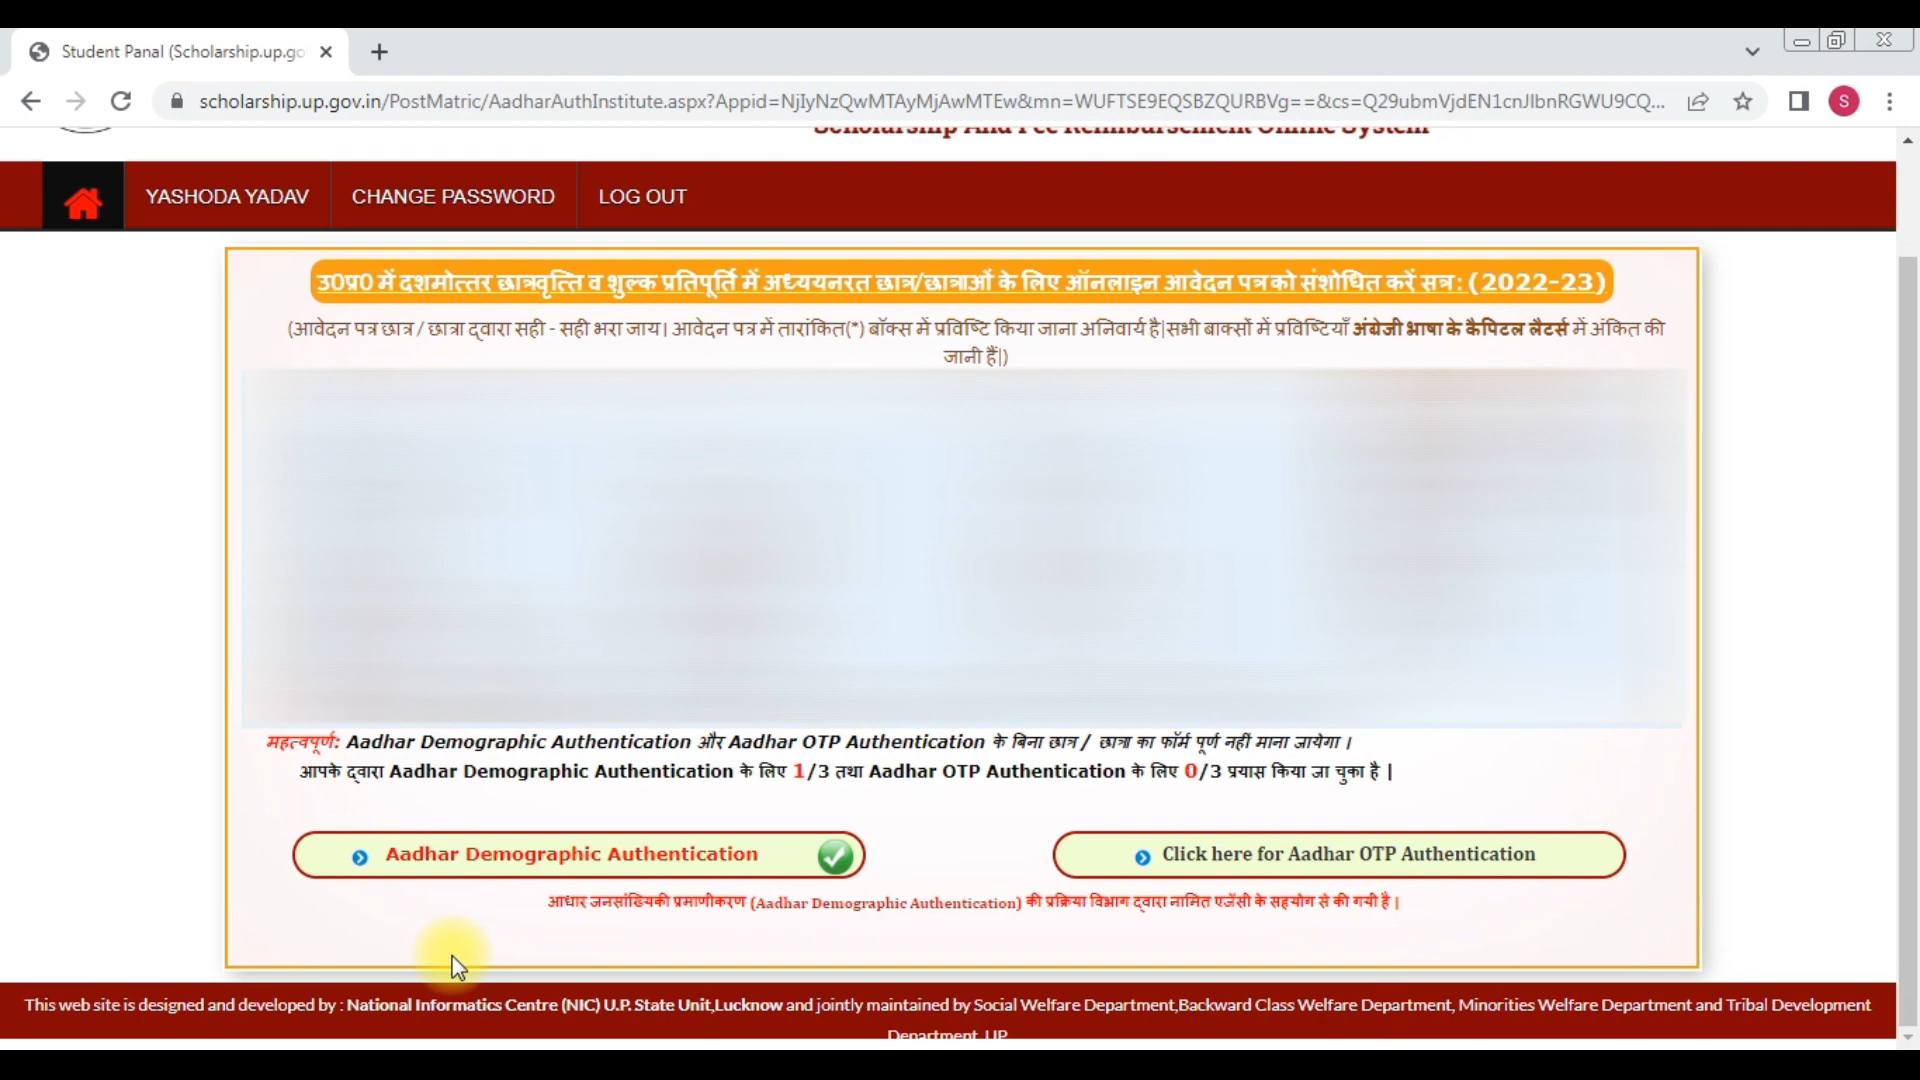 Student Panal (Scholarship.up.go
scholarship.up.gov.in/PostMatric/AadharAuthInstitute.aspx?Appid=NjIyNzQwMTAyMjAwMTEw&mn=WUFTSE9EQSBZQURBVg==&cs=Q29ubmVjdEN1cnJlbnRGWU9CQ...
S
Scholarship And Fee Reimbursement Online System
YASHODA YADAV
CHANGE PASSWORD
LOG OUT
उ0प्र0 में दशमोत्तर छात्रवृत्ति व शुल्क प्रतिपूर्ति में अध्ययनरत छात्र/छात्राओं के लिए ऑनलाइन आवेदन पत्र को संशोधित करें सत्र: (2022-23)
(आवेदन पत्र छात्र / छात्रा द्वारा सही - सही भरा जाय। आवेदन पत्र में तारांकित(*) बॉक्स में प्रविष्टि किया जाना अनिवार्य है|सभी बाक्सों में प्रविष्टियाँ अंग्रेजी भाषा के कैपिटल लैटर्स में अंकित की
जानी हैं|)
महत्वपूर्ण: Aadhar Demographic Authentication और Aadhar OTP Authentication के बिना छात्र / छात्रा का फॉर्म पूर्ण नहीं माना जायेगा ।
आपके द्वारा Aadhar Demographic Authentication के लिए 1/3 तथा Aadhar OTP Authentication के लिए 0/3 प्रयास किया जा चुका है |
Aadhar Demographic Authentication
Click here for Aadhar OTP Authentication
आधार जनसांख्यिकी प्रमाणीकरण (Aadhar Demographic Authentication) की प्रक्रिया विभाग द्वारा नामित एजेंसी के सहयोग से की गयी है |
This web site is designed and developed by : National Informatics Centre (NIC) U.P. State Unit,Lucknow and jointly maintained by Social Welfare Department,Backward Class Welfare Department, Minorities Welfare Department and Tribal Development
Department, UP